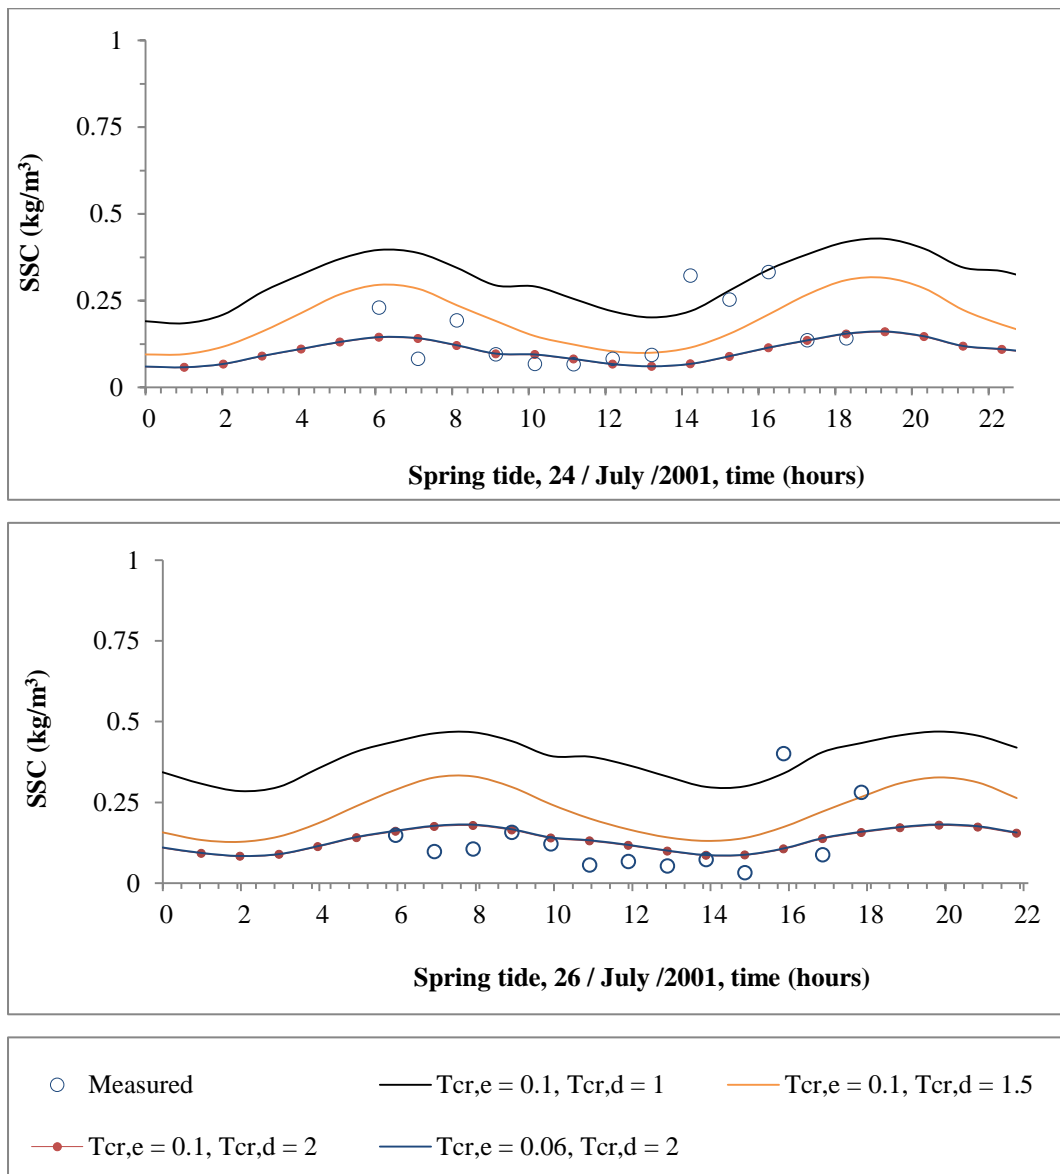 1
0.75
0.5
0.25
0
SSC (kg/m³)
0 2 4 6 8 10 12 14 16 18 20 22
Spring tide, 24 / July /2001, time (hours)
1
0.75
0.5
0.25
0
SSC (kg/m³)
0 2 4 6 8 10 12 14 16 18 20 22
Spring tide, 26 / July /2001, time (hours)
Measured Tcr,e = 0.1, Tcr,d = 1 Tcr,e = 0.1, Tcr,d = 1.5
Tcr,e = 0.1, Tcr,d = 2 Tcr,e = 0.06, Tcr,d = 2